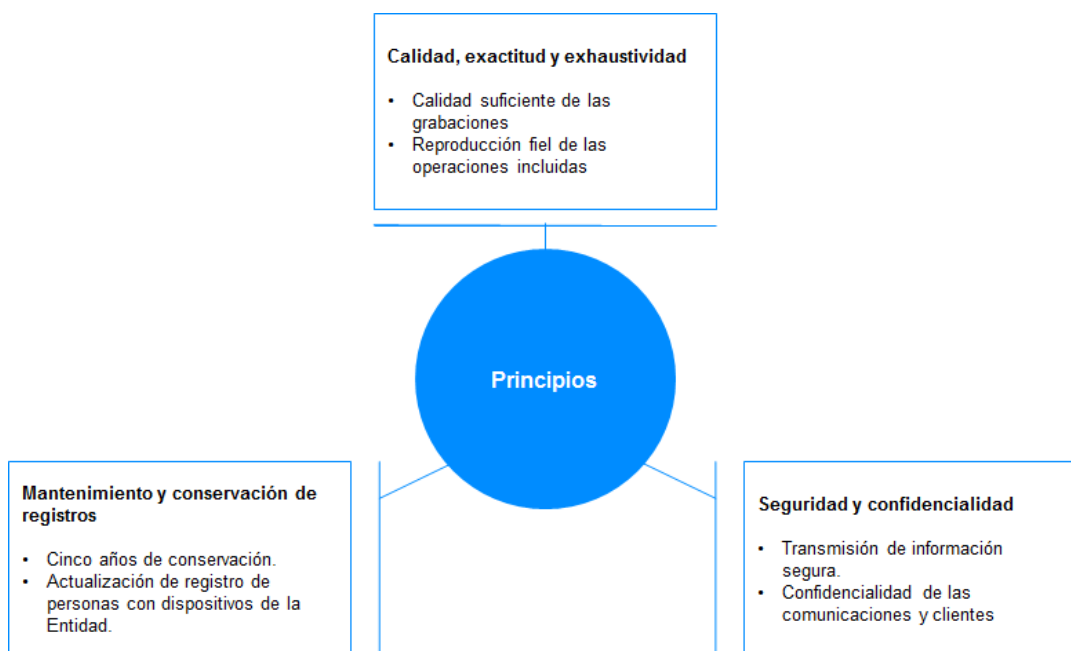 Calidad, exactitud y exhaustividad
• Calidad suficiente de las
grabaciones
• Reproducción fiel de las
operaciones incluidas
Principios
Mantenimiento y conservación de
registros
• Cinco años de conservación.
• Actualización de registro de
personas con dispositivos de la
Entidad.
Seguridad y confidencialidad
• Transmisión de información
segura.
• Confidencialidad de las
comunicaciones y clientes